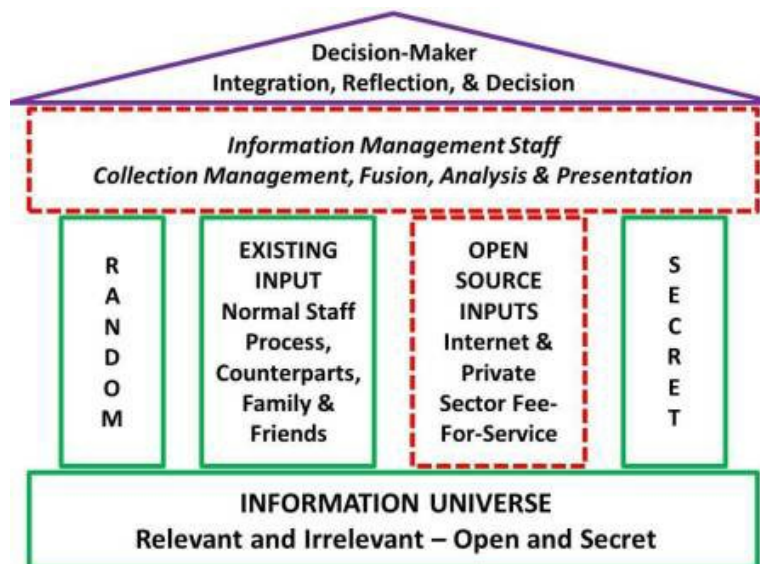 Decision-Maker
Integration, Reflection, & Decision
Information Management Staff
Collection Management, Fusion, Analysis & Presentation
RANDOM
EXISTING
INPUT
Normal Staff
Process,
Counterparts,
Family &
Friends
OPEN
SOURCE
INPUTS
Internet &
Private
Sector Fee-
For-Service
SECRET
INFORMATION UNIVERSE
Relevant and Irrelevant – Open and Secret